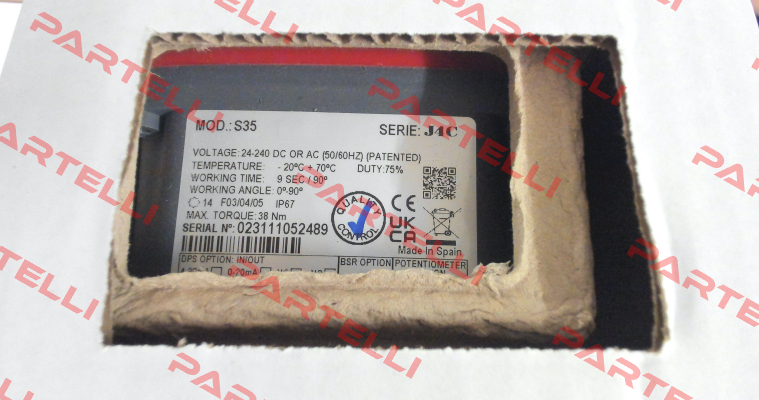 MOD.: S35 SERIE: J4C
VOLTAGE: 24-240 DC OR AC (50/60HZ) (PATENTED)
TEMPERATURE: - 20ºC + 70ºC DUTY: 75%
WORKING TIME: 9 SEC / 90º
WORKING ANGLE: 0º-90º
14 F03/04/05 IP67
MAX. TORQUE: 38 Nm
SERIAL Nº: 023111052489
QUALITY CONTROL
CE
UK
CA
Made In Spain
DPS OPTION: IN/OUT BSR OPTION POTENTIOMETER
0-20mA
PARTELLI
PARTELLI
PARTELLI
PARTELLI
PARTELLI
PARTELLI
PARTELLI
PARTELLI
PARTELLI
PARTELLI